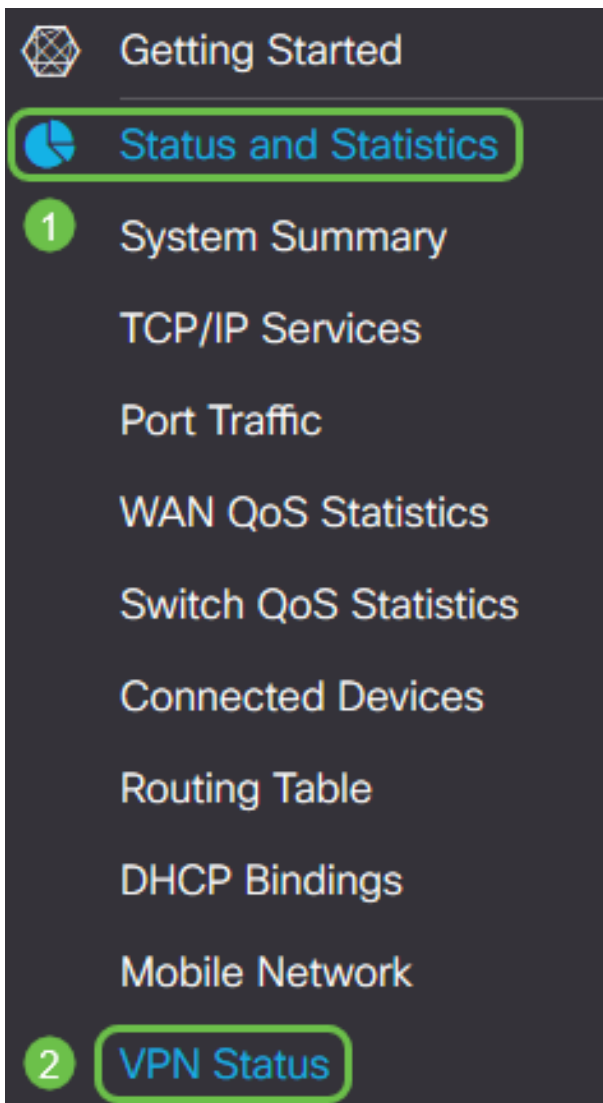 Getting Started
Status and Statistics
1
System Summary
TCP/IP Services
Port Traffic
WAN QoS Statistics
Switch QoS Statistics
Connected Devices
Routing Table
DHCP Bindings
Mobile Network
2 VPN Status